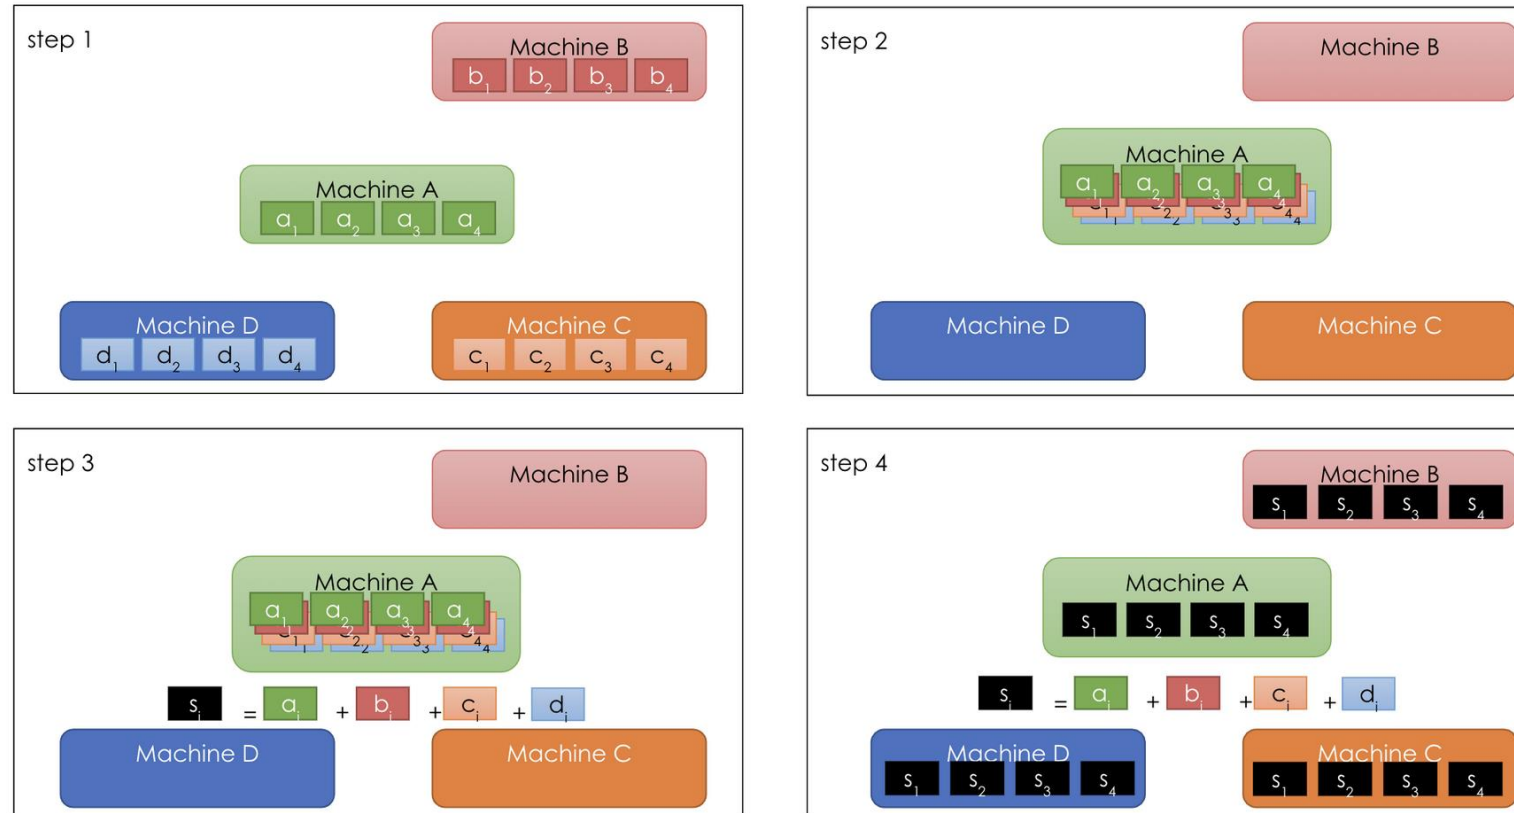 step 1
Machine B
b₁ b₂ b₃ b₄
Machine A
a₁ a₂ a₃ a₄
Machine D
d₁ d₂ d₃ d₄
Machine C
c₁ c₂ c₃ c₄
step 2
Machine B
Machine A
a₁ a₂ a₃ a₄
Machine D
Machine C
step 3
Machine B
Machine A
a₁ a₂ a₃ a₄
sᵢ = aᵢ + bᵢ + cᵢ + dᵢ
Machine D
Machine C
step 4
Machine B
s₁ s₂ s₃ s₄
Machine A
s₁ s₂ s₃ s₄
sᵢ = aᵢ + bᵢ + cᵢ + dᵢ
Machine D
s₁ s₂ s₃ s₄
Machine C
s₁ s₂ s₃ s₄